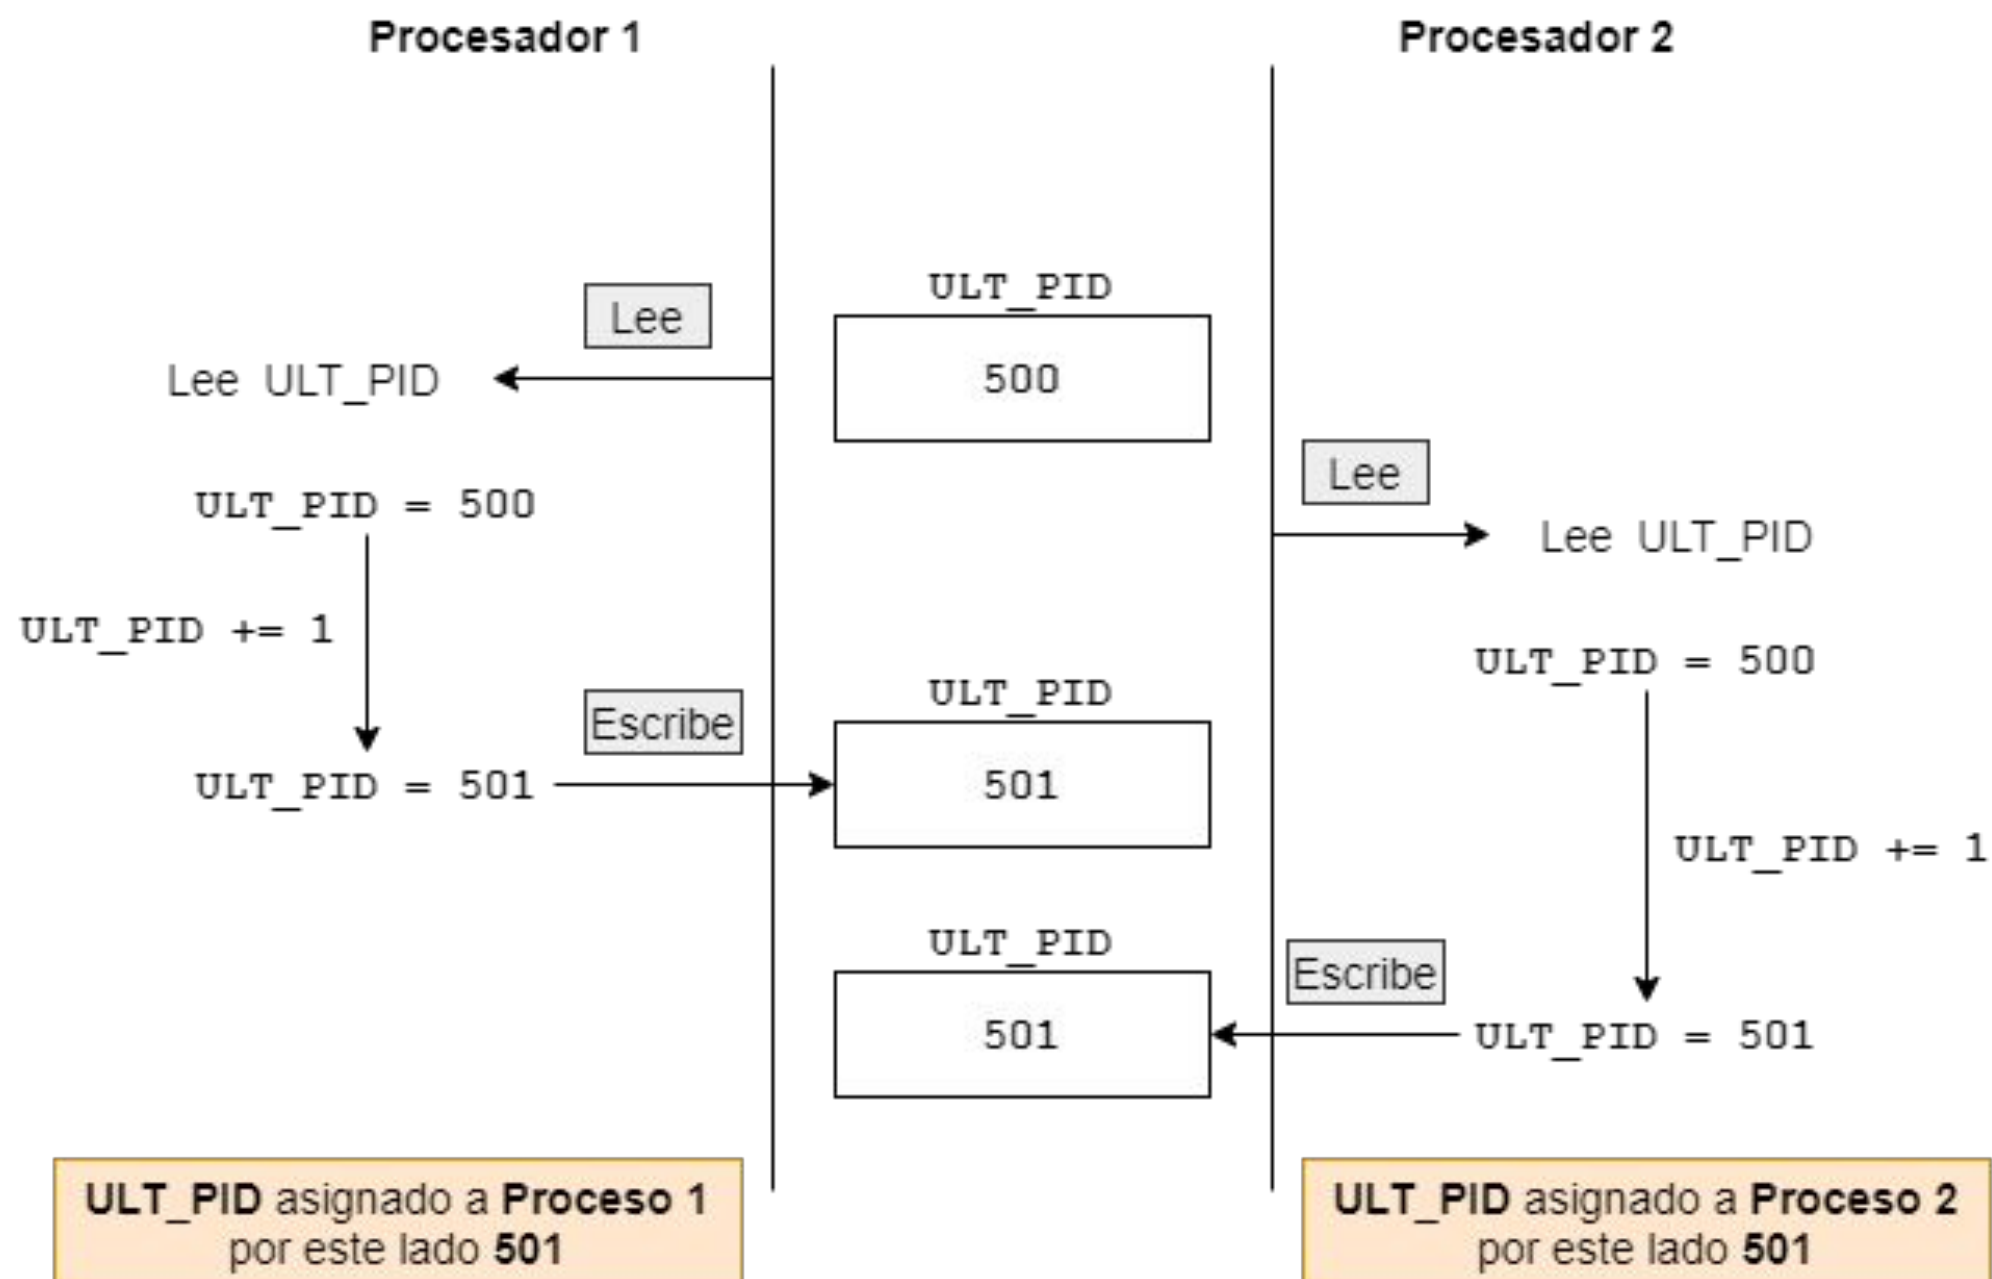 Procesador 1
Procesador 2
ULT_PID
Lee
Lee ULT_PID
500
Lee
ULT_PID = 500
Lee ULT_PID
ULT_PID += 1
ULT_PID = 500
ULT_PID
Escribe
ULT_PID = 501
501
ULT_PID += 1
ULT_PID
Escribe
501
ULT_PID = 501
ULT_PID asignado a Proceso 1
por este lado 501
ULT_PID asignado a Proceso 2
por este lado 501